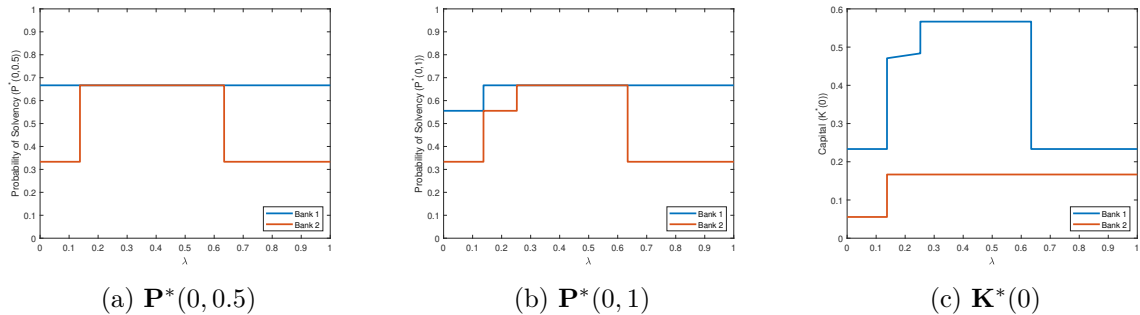 Probability of Solvency (P*(0,0.5))
1
0.9
0.8
0.7
0.6
0.5
0.4
0.3
0.2
0.1
0
0 0.1 0.2 0.3 0.4 0.5 0.6 0.7 0.8 0.9 1
λ
Bank 1
Bank 2
(a) P*(0, 0.5)
Probability of Solvency (P*(0,1))
1
0.9
0.8
0.7
0.6
0.5
0.4
0.3
0.2
0.1
0
0 0.1 0.2 0.3 0.4 0.5 0.6 0.7 0.8 0.9 1
λ
Bank 1
Bank 2
(b) P*(0, 1)
Capital (K*(0))
0.6
0.5
0.4
0.3
0.2
0.1
0
0 0.1 0.2 0.3 0.4 0.5 0.6 0.7 0.8 0.9 1
λ
Bank 1
Bank 2
(c) K*(0)